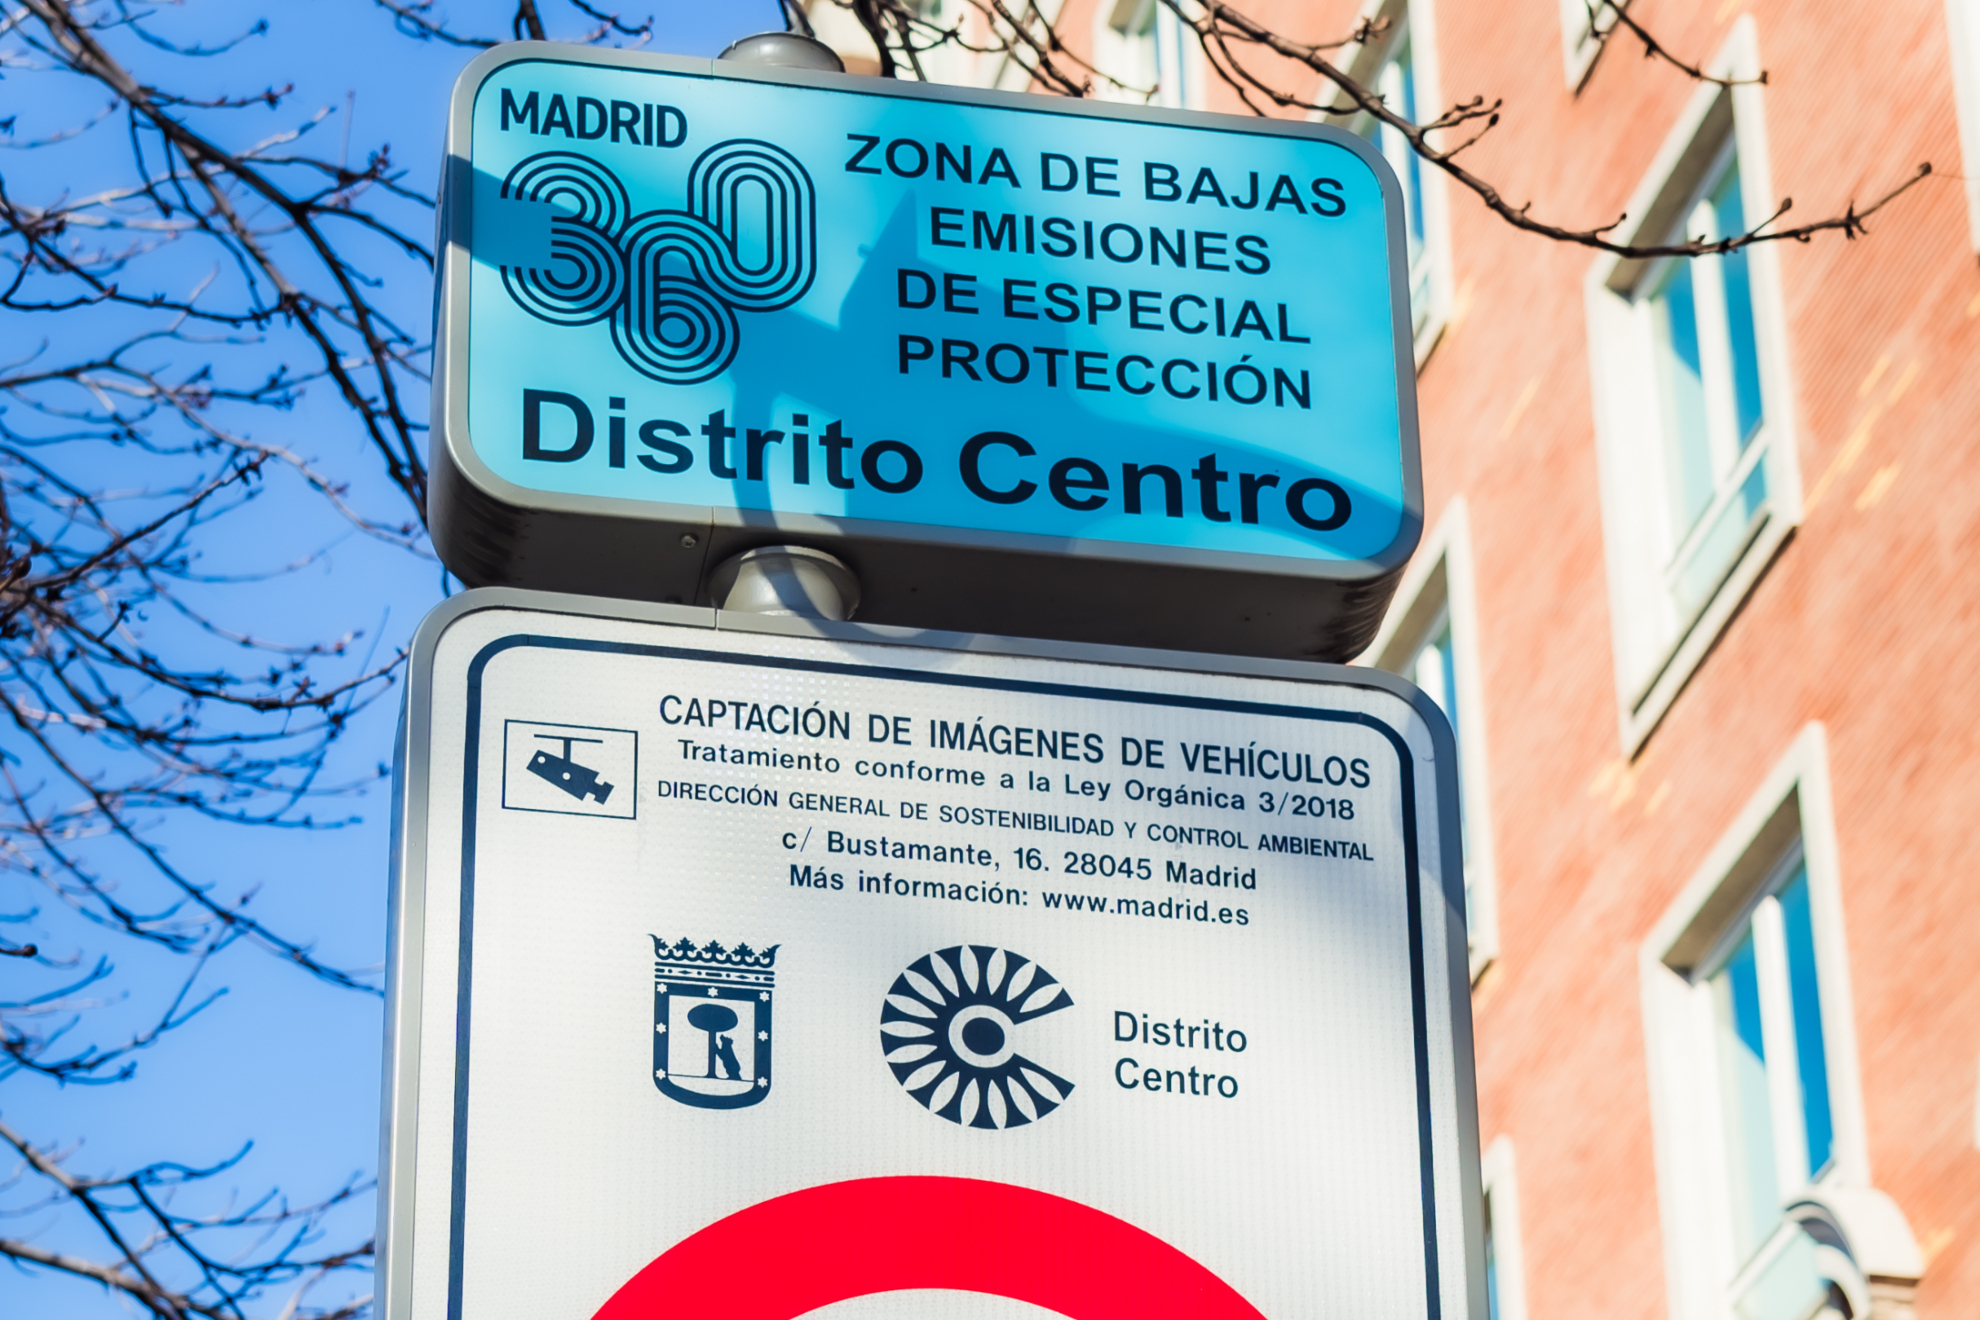 MADRID
360
ZONA DE BAJAS
EMISIONES
DE ESPECIAL
PROTECCIÓN
Distrito Centro
CAPTACIÓN DE IMÁGENES DE VEHÍCULOS
Tratamiento conforme a la Ley Orgánica 3/2018
DIRECCIÓN GENERAL DE SOSTENIBILIDAD Y CONTROL AMBIENTAL
c/ Bustamante, 16. 28045 Madrid
Más información: www.madrid.es
Distrito
Centro